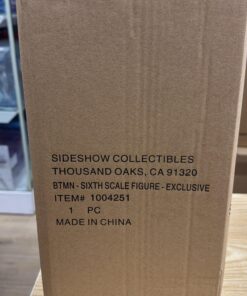 SIDESHOW COLLECTIBLES
THOUSAND OAKS, CA 91320
BTMN - SIXTH SCALE FIGURE - EXCLUSIVE
ITEM# 1004251
1 PC
MADE IN CHINA